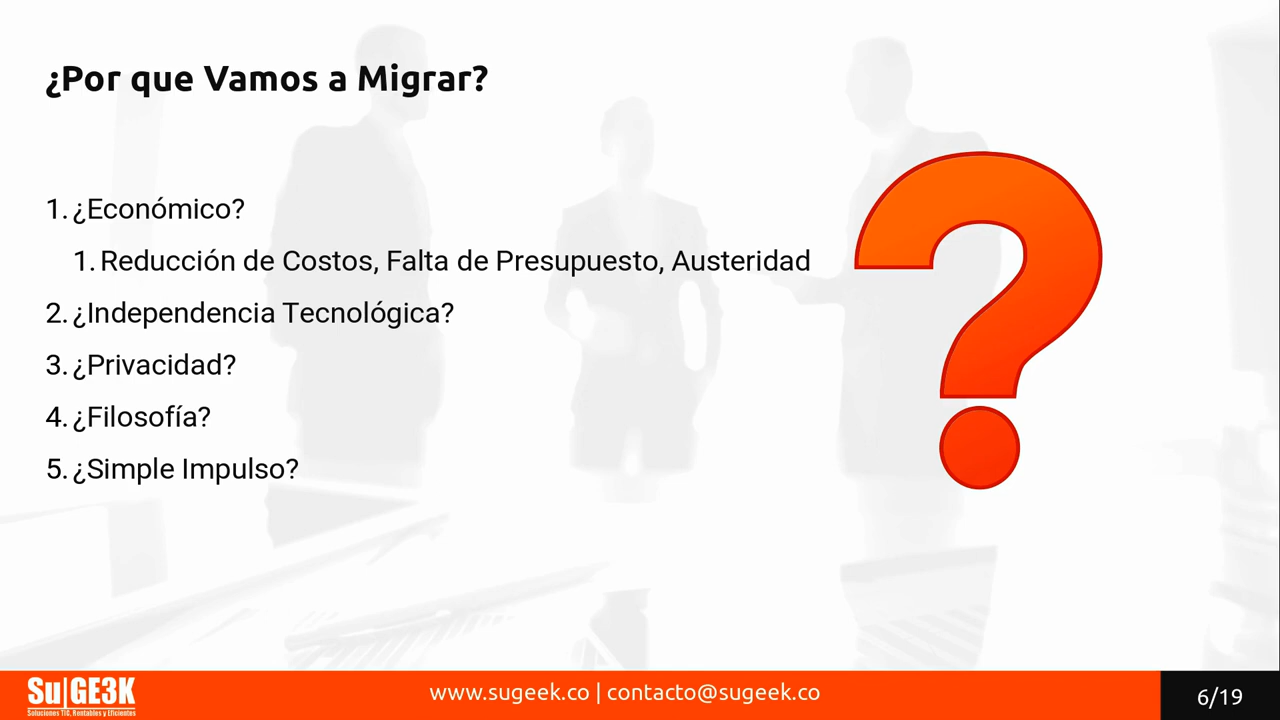 ¿Por que Vamos a Migrar?
1. ¿Económico?
1. Reducción de Costos, Falta de Presupuesto, Austeridad
2. ¿Independencia Tecnológica?
3. ¿Privacidad?
4. ¿Filosofía?
5. ¿Simple Impulso?
?
Su|GE3K
Soluciones TIC, Rentables y Eficientes
www.sugeek.co | contacto@sugeek.co
6/19